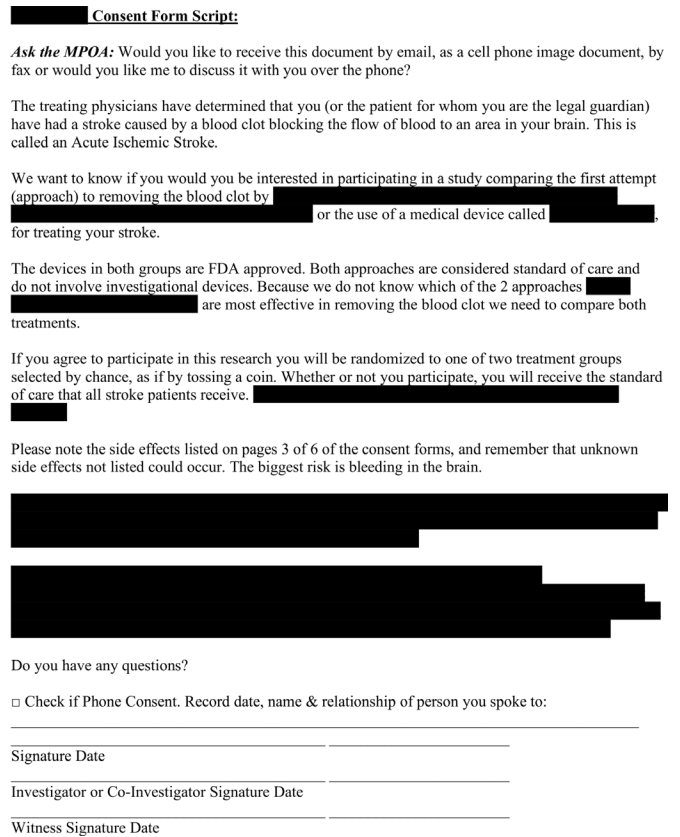 Consent Form Script:
Ask the MPOA: Would you like to receive this document by email, as a cell phone image document, by
fax or would you like me to discuss it with you over the phone?
The treating physicians have determined that you (or the patient for whom you are the legal guardian)
have had a stroke caused by a blood clot blocking the flow of blood to an area in your brain. This is
called an Acute Ischemic Stroke.
We want to know if you would you be interested in participating in a study comparing the first attempt
(approach) to removing the blood clot by
or the use of a medical device called ,
for treating your stroke.
The devices in both groups are FDA approved. Both approaches are considered standard of care and
do not involve investigational devices. Because we do not know which of the 2 approaches
are most effective in removing the blood clot we need to compare both
treatments.
If you agree to participate in this research you will be randomized to one of two treatment groups
selected by chance, as if by tossing a coin. Whether or not you participate, you will receive the standard
of care that all stroke patients receive.
Please note the side effects listed on pages 3 of 6 of the consent forms, and remember that unknown
side effects not listed could occur. The biggest risk is bleeding in the brain.
Do you have any questions?
□ Check if Phone Consent. Record date, name & relationship of person you spoke to:
Signature Date
Investigator or Co-Investigator Signature Date
Witness Signature Date